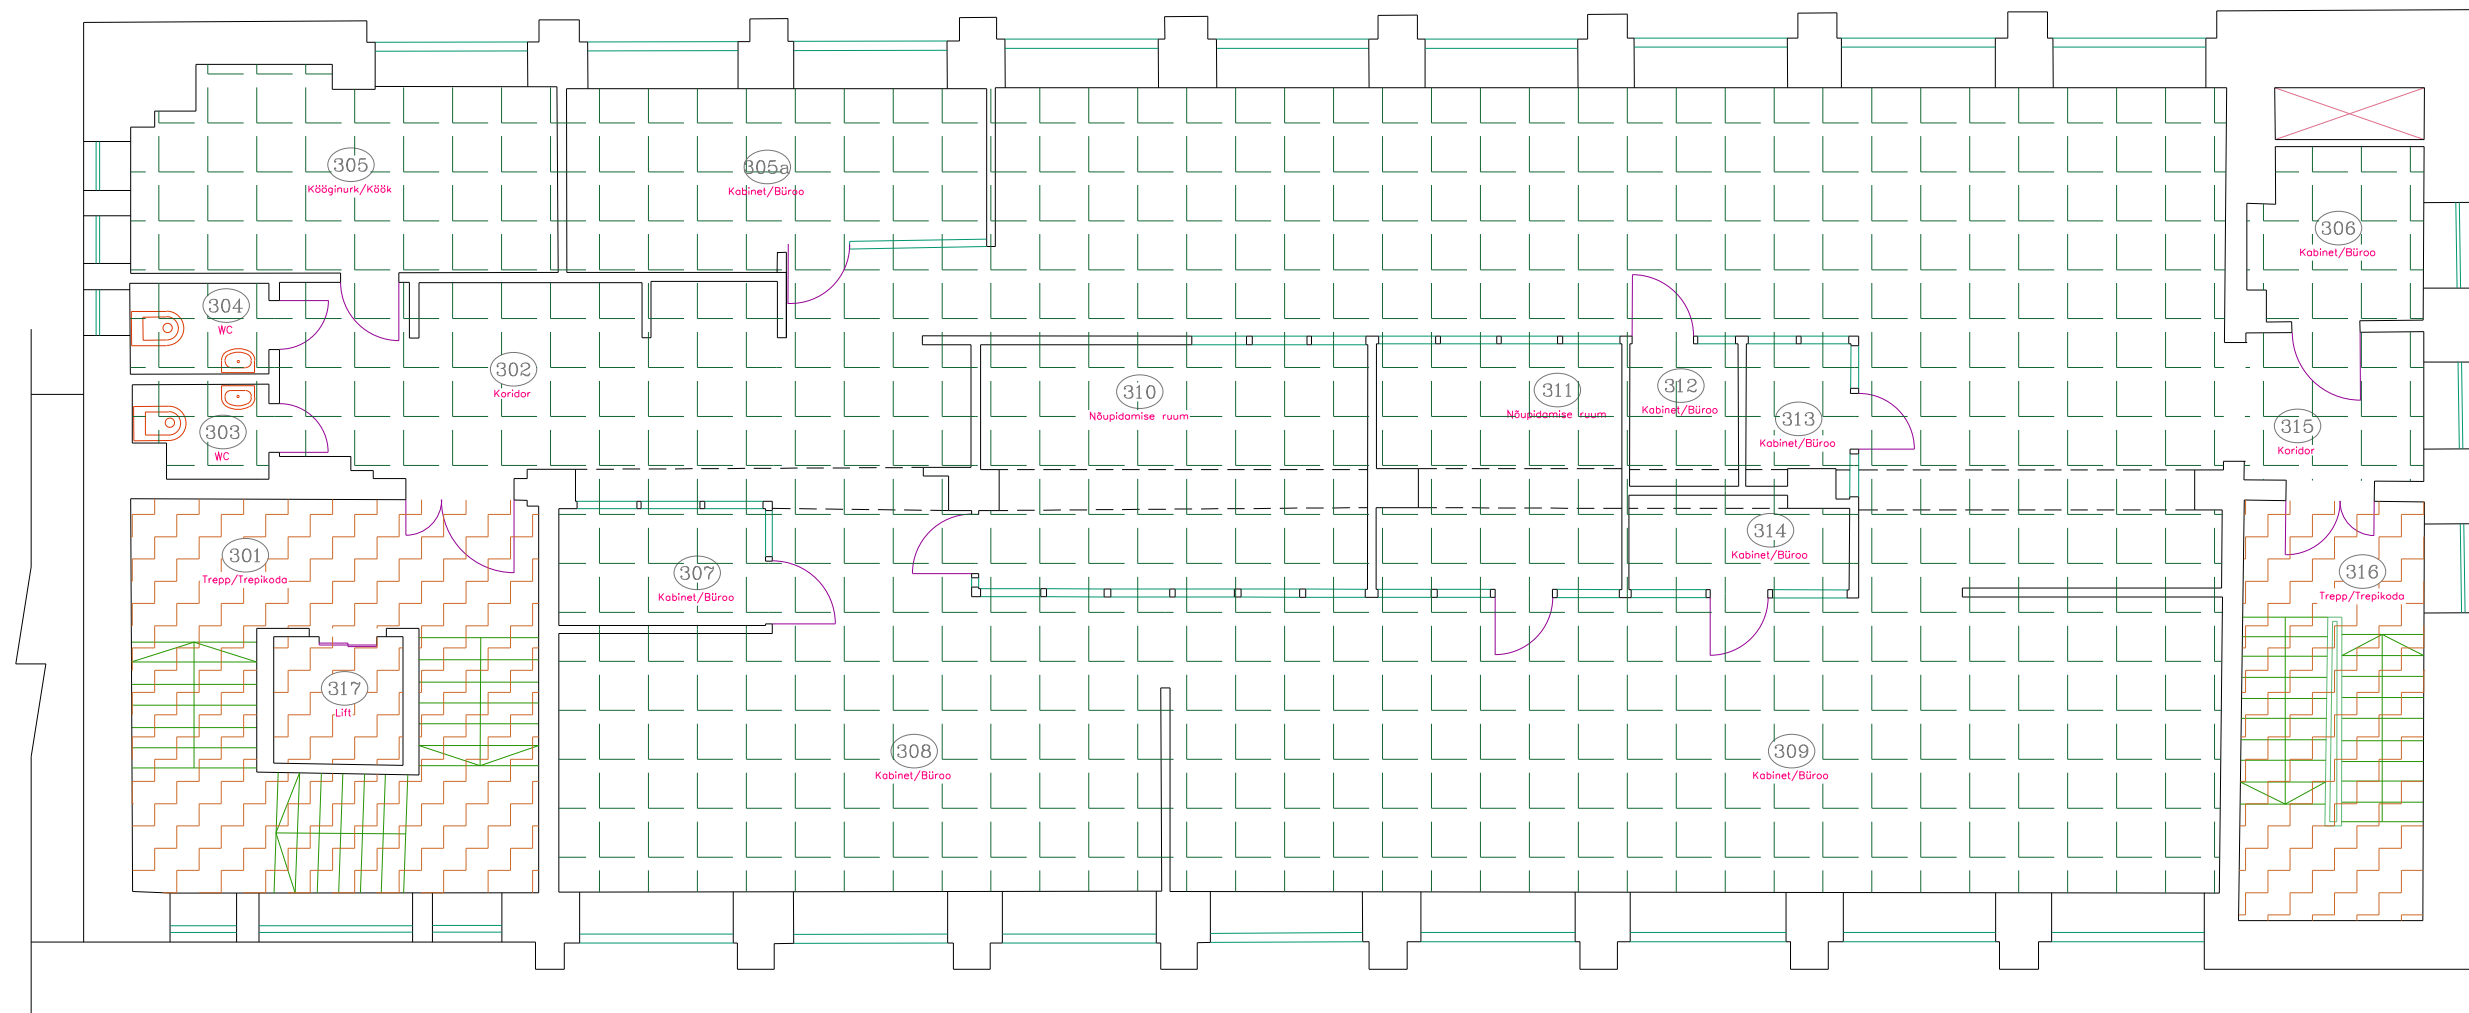 305
Kööginurk/Köök
305a
Kabinet/Büroo
306
Kabinet/Büroo
304
WC
302
Koridor
303
WC
310
Nõupidamise ruum
311
Nõupidamise ruum
312
Kabinet/Büroo
313
Kabinet/Büroo
315
Koridor
301
Trepp/Trepikoda
307
Kabinet/Büroo
314
Kabinet/Büroo
316
Trepp/Trepikoda
317
Lift
308
Kabinet/Büroo
309
Kabinet/Büroo